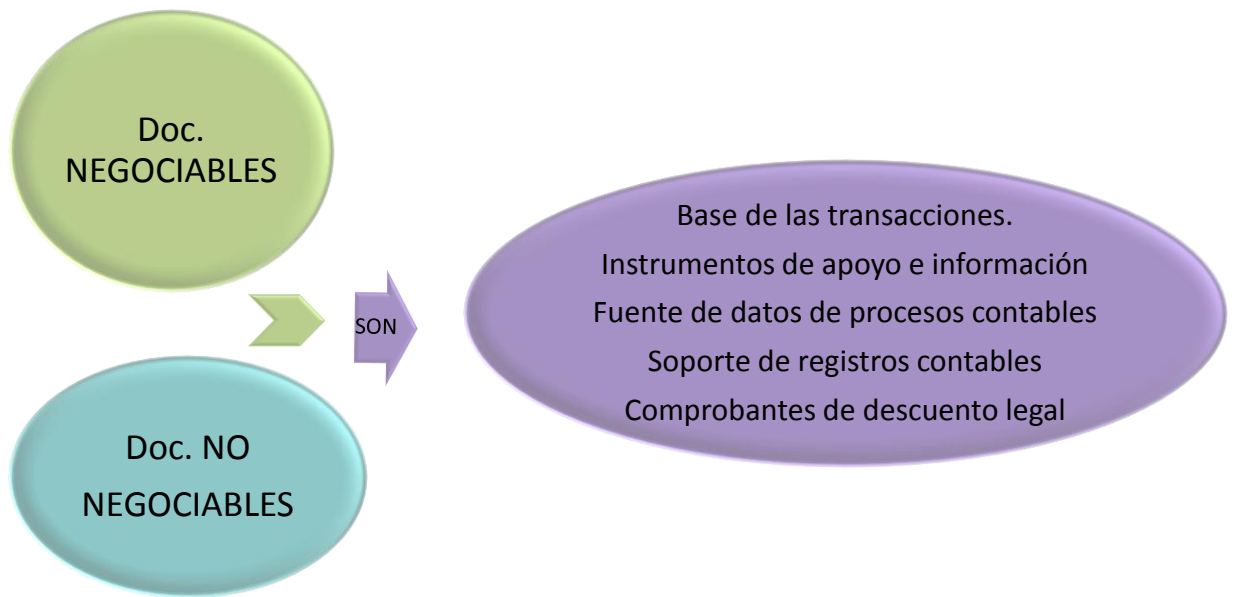 Doc.
NEGOCIABLES
Doc. NO
NEGOCIABLES
SON
Base de las transacciones.
Instrumentos de apoyo e información
Fuente de datos de procesos contables
Soporte de registros contables
Comprobantes de descuento legal